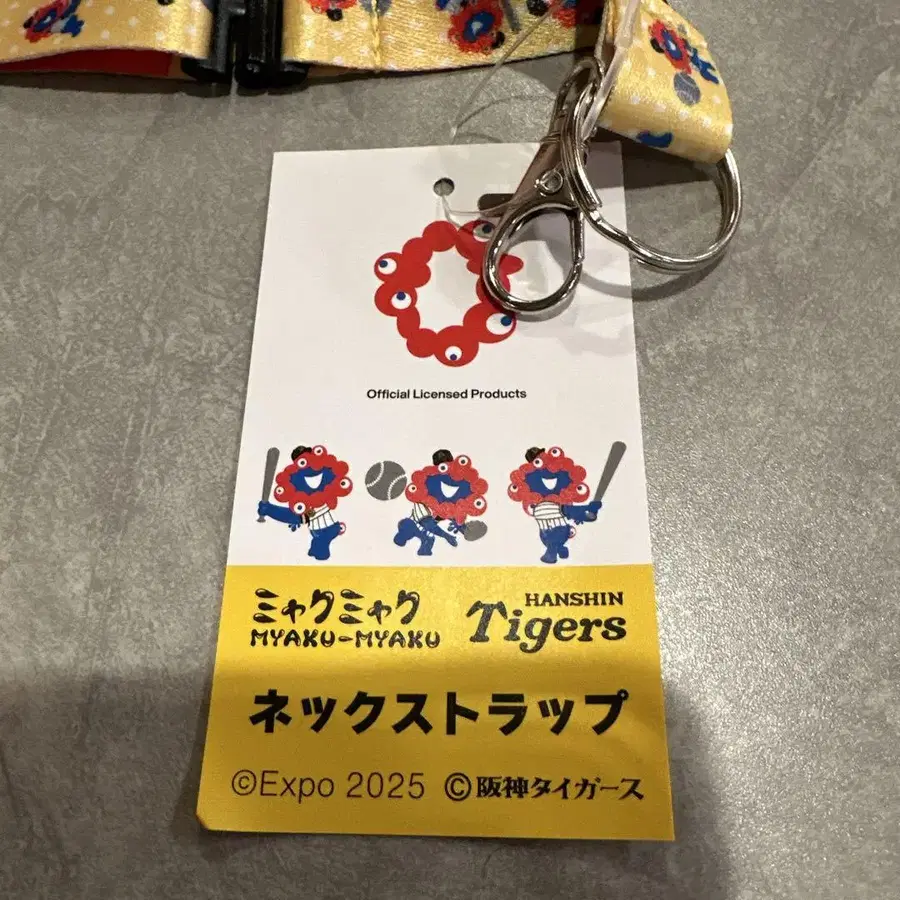 Official Licensed Products
ミャクミャク
MYAKU-MYAKU
HANSHIN
Tigers
ネックストラップ
©Expo 2025 ©阪神タイガース